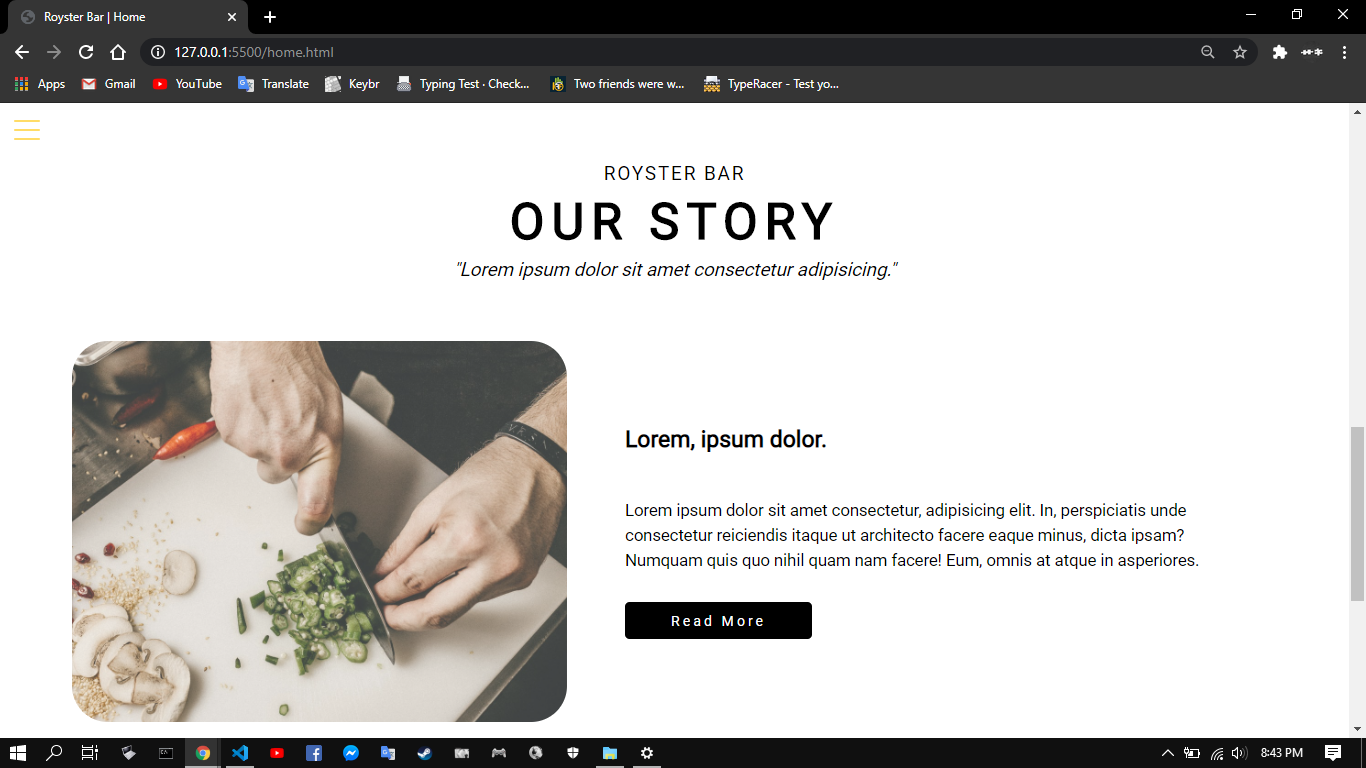 Royster Bar | Home
127.0.0.1:5500/home.html
Apps Gmail YouTube Translate Keybr Typing Test · Check... Two friends were w... TypeRacer - Test yo...
ROYSTER BAR
OUR STORY
"Lorem ipsum dolor sit amet consectetur adipisicing."
Lorem, ipsum dolor.
Lorem ipsum dolor sit amet consectetur, adipisicing elit. In, perspiciatis unde
consectetur reiciendis itaque ut architecto facere eaque minus, dicta ipsam?
Numquam quis quo nihil quam nam facere! Eum, omnis at atque in asperiores.
Read More
8:43 PM